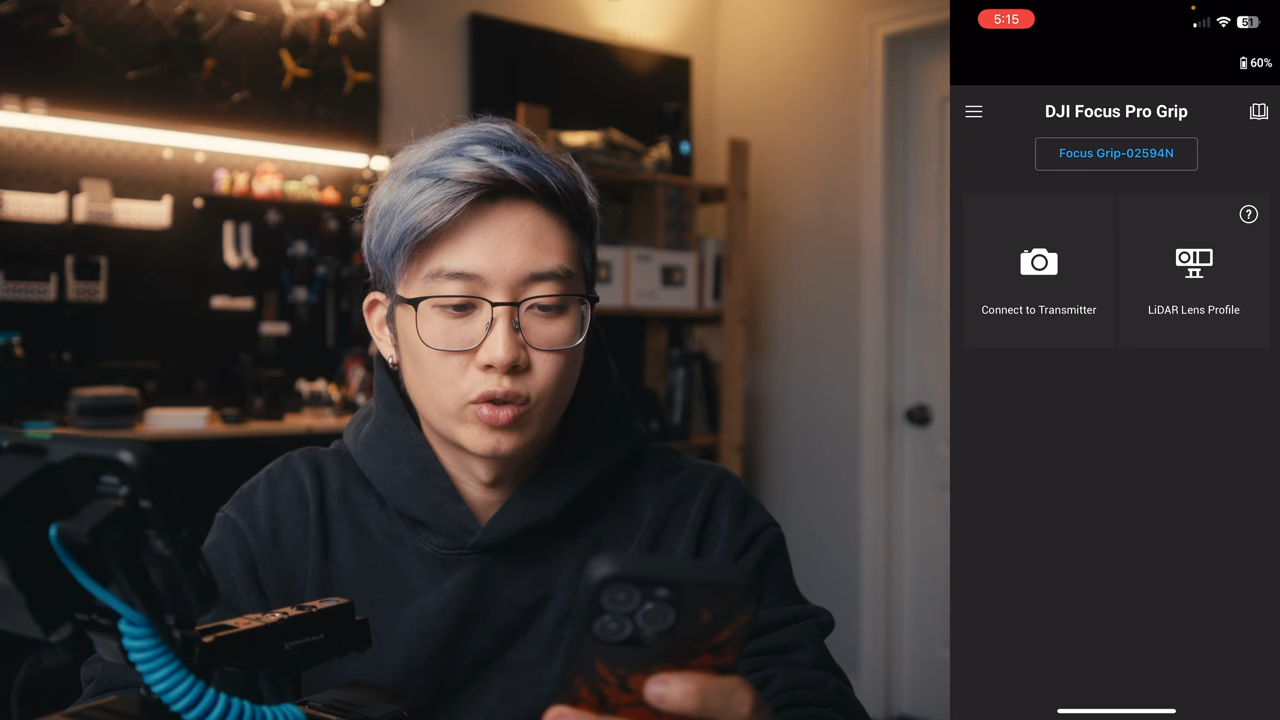 5:15
51
60%
DJI Focus Pro Grip
Focus Grip-02594N
?
Connect to Transmitter
LiDAR Lens Profile